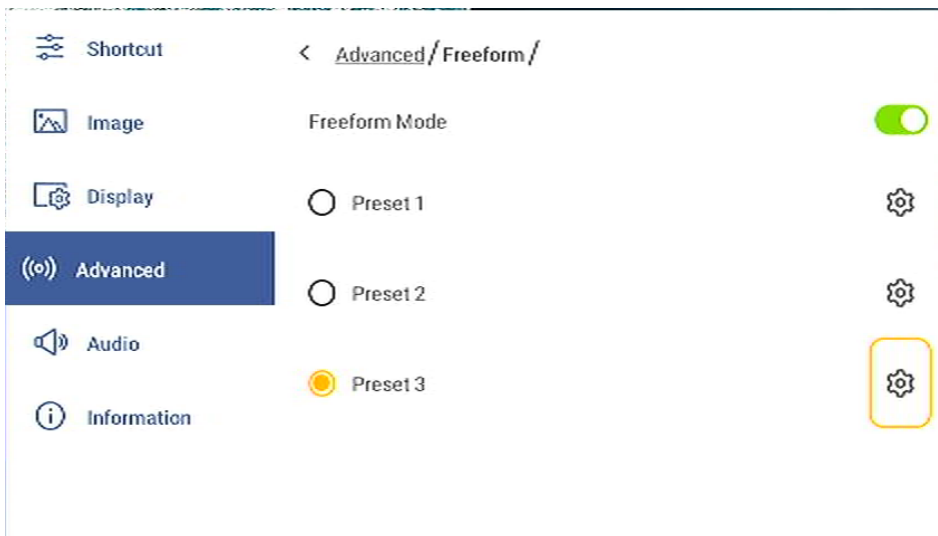 Shortcut
Image
Display
Advanced
Audio
Information
< Advanced/Freeform/
Freeform Mode
Preset 1
Preset 2
Preset 3